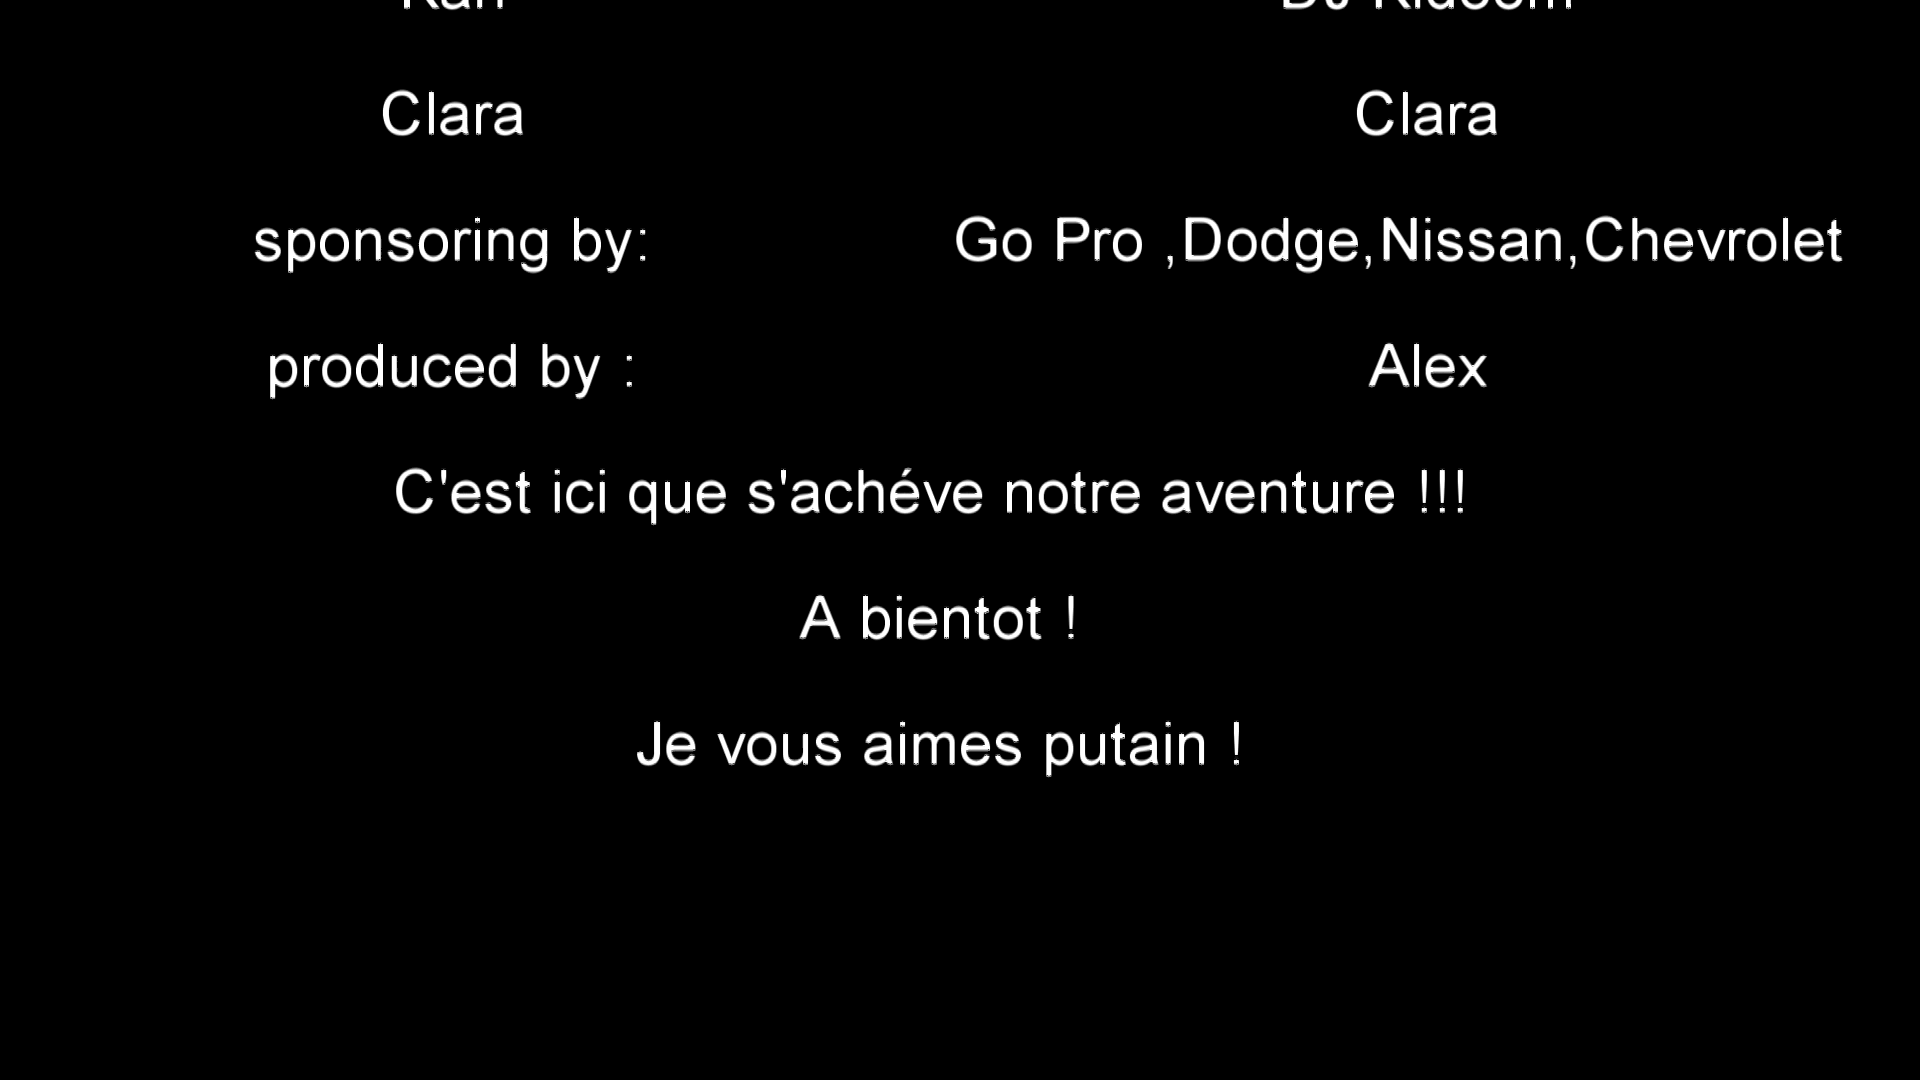 Clara Clara
sponsoring by: Go Pro ,Dodge,Nissan,Chevrolet
produced by : Alex
C'est ici que s'achéve notre aventure !!!
A bientot !
Je vous aimes putain !